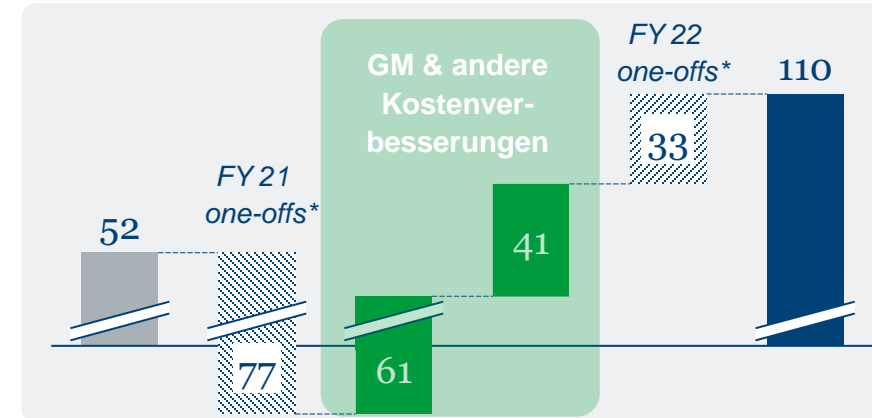 GM & andere
Kostenver-
besserungen
FY 22
one-offs*
110
33
FY 21
one-offs*
52
41
77
61